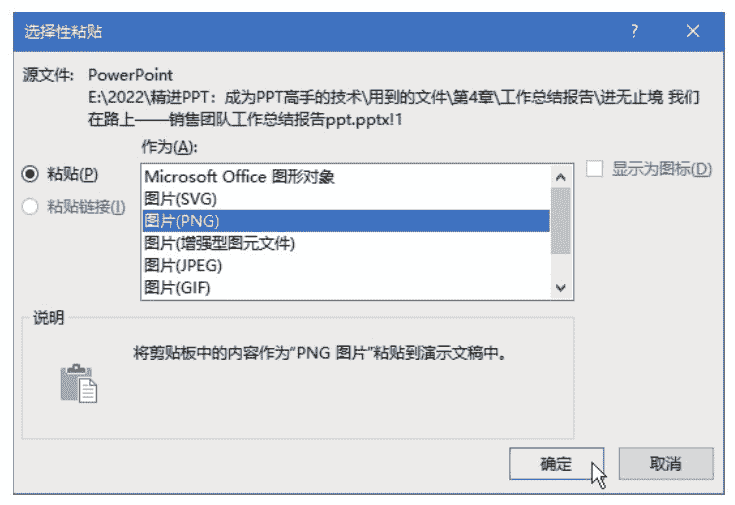 选择性粘贴
源文件: PowerPoint
E:\2022\精进PPT：成为PPT高手的技术\用到的文件\第4章\工作总结报告\进无止境 我们
在路上——销售团队工作总结报告ppt.pptx!1
作为(A):
粘贴(P)
粘贴链接(I)
Microsoft Office 图形对象
图片(SVG)
图片(PNG)
图片(增强型图元文件)
图片(JPEG)
图片(GIF)
显示为图标(D)
说明
将剪贴板中的内容作为“PNG 图片”粘贴到演示文稿中。
确定
取消